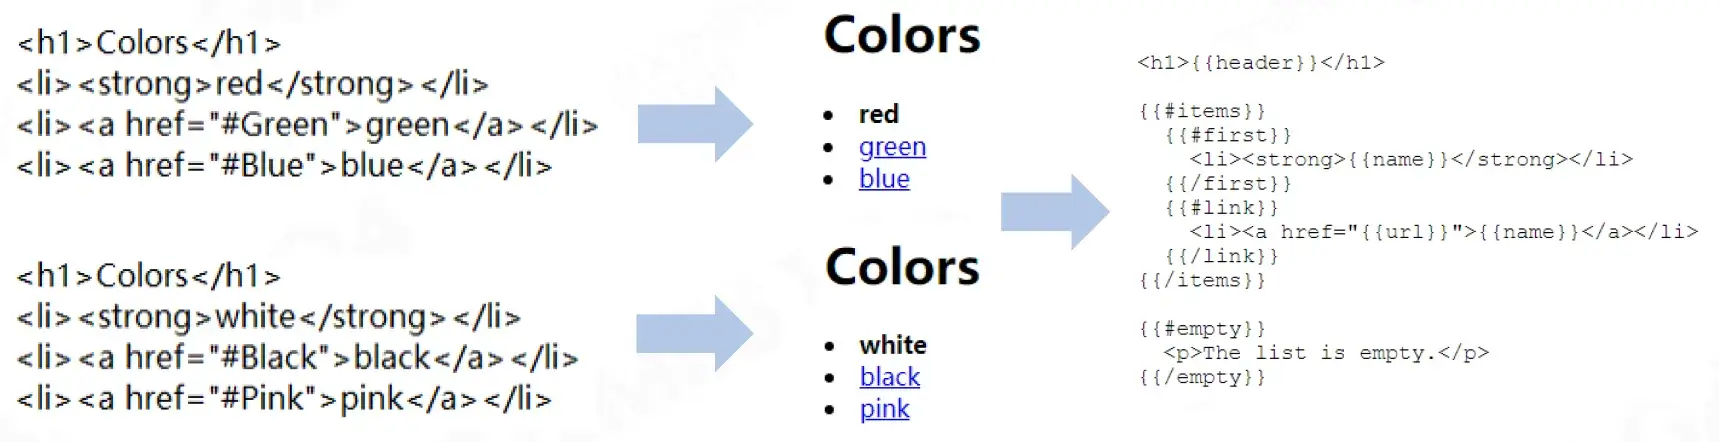 <h1>Colors</h1>
<li><strong>red</strong></li>
<li><a href="#Green">green</a></li>
<li><a href="#Blue">blue</a></li>
<h1>Colors</h1>
<li><strong>white</strong></li>
<li><a href="#Black">black</a></li>
<li><a href="#Pink">pink</a></li>
Colors
• red
• green
• blue
Colors
• white
• black
• pink
<h1>{{header}}</h1>
{{#items}}
{{#first}}
<li><strong>{{name}}</strong></li>
{{/first}}
{{#link}}
<li><a href="{{url}}">{{name}}</a></li>
{{/link}}
{{/items}}
{{#empty}}
<p>The list is empty.</p>
{{/empty}}